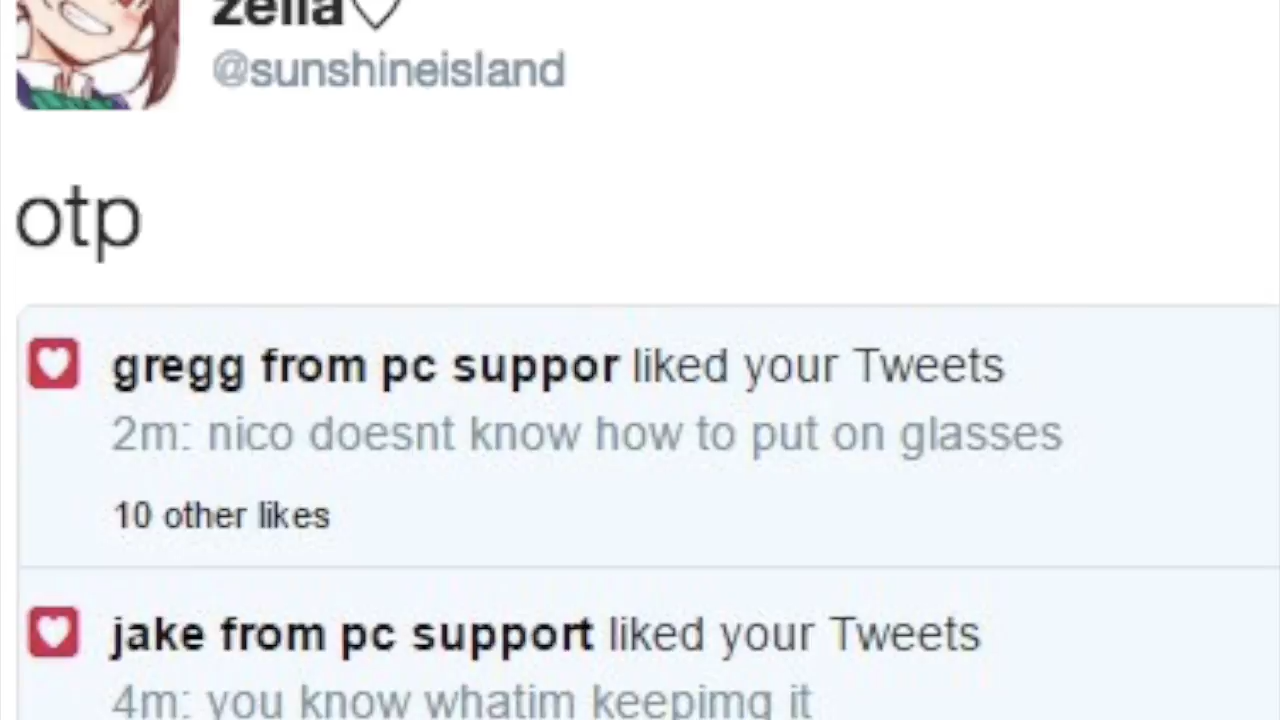 zella♡
@sunshineisland
otp
gregg from pc suppor liked your Tweets
2m: nico doesnt know how to put on glasses
10 other likes
jake from pc support liked your Tweets
4m: you know whatim keepimg it